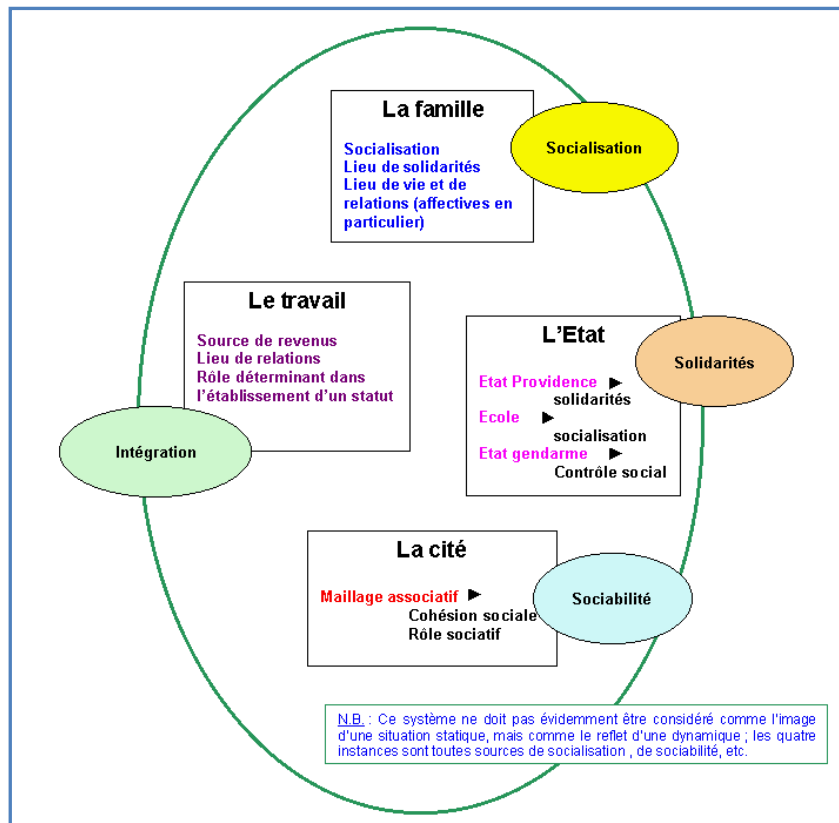 La famille
Socialisation
Lieu de solidarités
Lieu de vie et de
relations (affectives en
particulier)
Socialisation
Le travail
Source de revenus
Lieu de relations
Rôle déterminant dans
l'établissement d'un statut
Intégration
L'Etat
Etat Providence ►
solidarités
Ecole ►
socialisation
Etat gendarme ►
Contrôle social
Solidarités
La cité
Maillage associatif ►
Cohésion sociale
Rôle sociatif
Sociabilité
N.B. : Ce système ne doit pas évidemment être considéré comme l'image
d'une situation statique, mais comme le reflet d'une dynamique ; les quatre
instances sont toutes sources de socialisation , de sociabilité, etc.